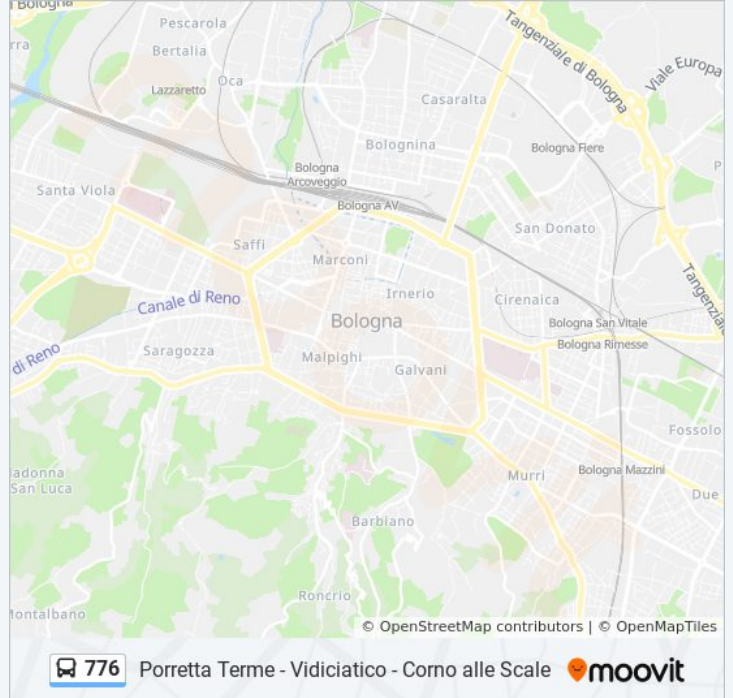 Bologna
Pescarola
Tangenziale di Bologna
Bertalia
Viale Europa
Oca
Lazzaretto
Casaralta
Bolognina
Bologna Fiere
Bologna
Arcoveggio
Santa Viola
Bologna AV
San Donato
Saffi
Marconi
Irnerio
Canale di Reno
Cirenaica
Bologna
Bologna San Vitale
Bologna Rimesse
di Reno
Saragozza
Malpighi
Galvani
Fossolo
Murri
Bologna Mazzini
San Luca
Due
Barbiano
Roncrio
© OpenStreetMap contributors | © OpenMapTiles
776 Porretta Terme - Vidiciatico - Corno alle Scale moovit